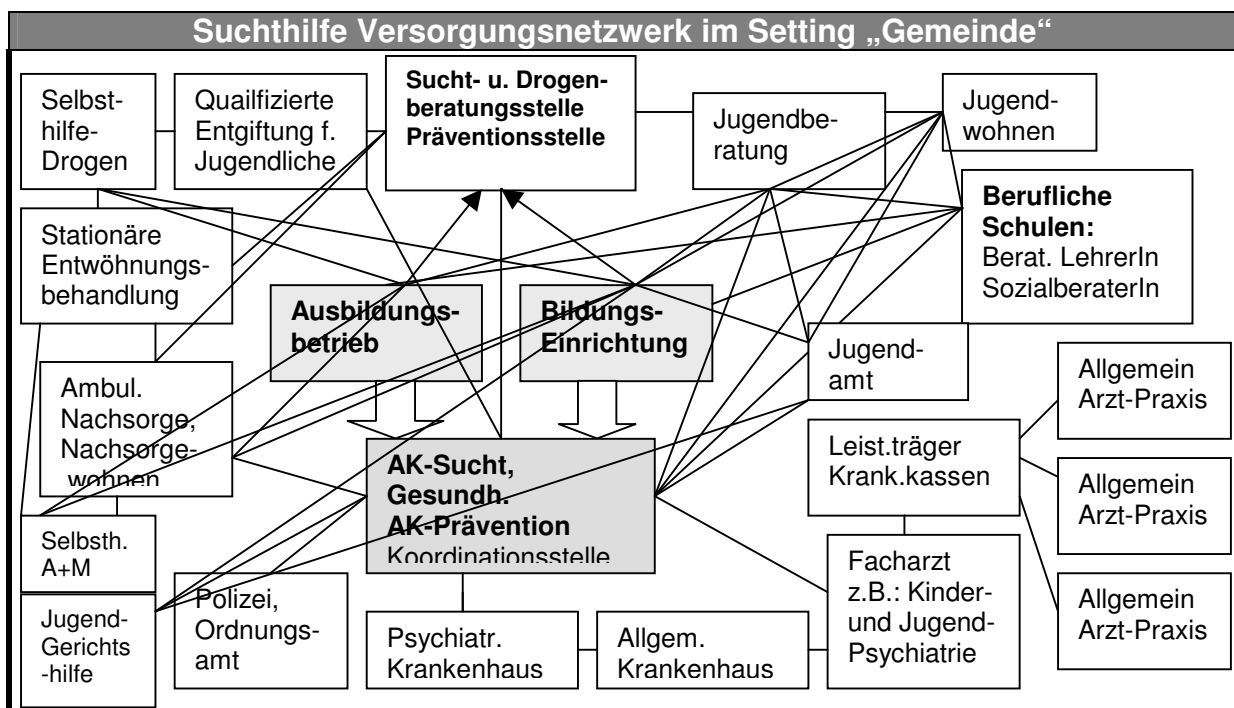 Suchthilfe Versorgungsnetzwerk im Setting „Gemeinde“
Selbst-
hilfe-
Drogen
Quailfizierte
Entgiftung f.
Jugendliche
Sucht- u. Drogen-
beratungsstelle
Präventionsstelle
Jugendbe-
ratung
Jugend-
wohnen
Berufliche
Schulen:
Berat. LehrerIn
SozialberaterIn
Stationäre
Entwöhnungs-
behandlung
Ausbildungs-
betrieb
Bildungs-
Einrichtung
Jugend-
amt
Ambul.
Nachsorge,
Nachsorge-
wohnen
AK-Sucht,
Gesundh.
AK-Prävention
Koordinationsstelle
Leist.träger
Krank.kassen
Allgemein
Arzt-Praxis
Allgemein
Arzt-Praxis
Allgemein
Arzt-Praxis
Selbsth.
A+M
Jugend-
Gerichts
-hilfe
Polizei,
Ordnungs-
amt
Psychiatr.
Krankenhaus
Allgem.
Krankenhaus
Facharzt
z.B.: Kinder-
und Jugend-
Psychiatrie